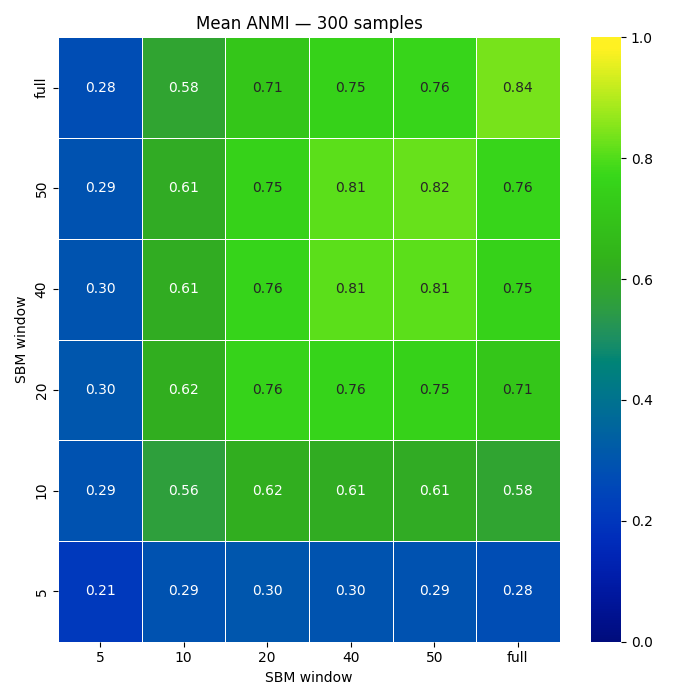 Mean ANMI — 300 samples
full 0.28 0.58 0.71 0.75 0.76 0.84
50 0.29 0.61 0.75 0.81 0.82 0.76
40 0.30 0.61 0.76 0.81 0.81 0.75
20 0.30 0.62 0.76 0.76 0.75 0.71
10 0.29 0.56 0.62 0.61 0.61 0.58
5 0.21 0.29 0.30 0.30 0.29 0.28
5 10 20 40 50 full
SBM window
SBM window
1.0
0.8
0.6
0.4
0.2
0.0